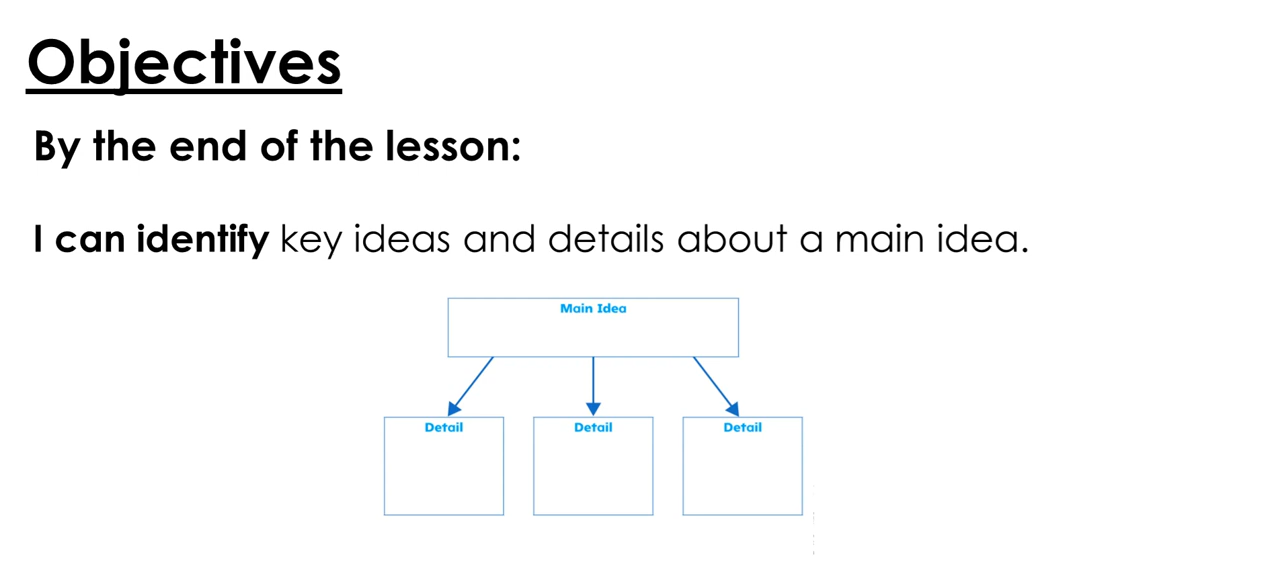 Objectives
By the end of the lesson:
I can identify key ideas and details about a main idea.
Main Idea
Detail
Detail
Detail